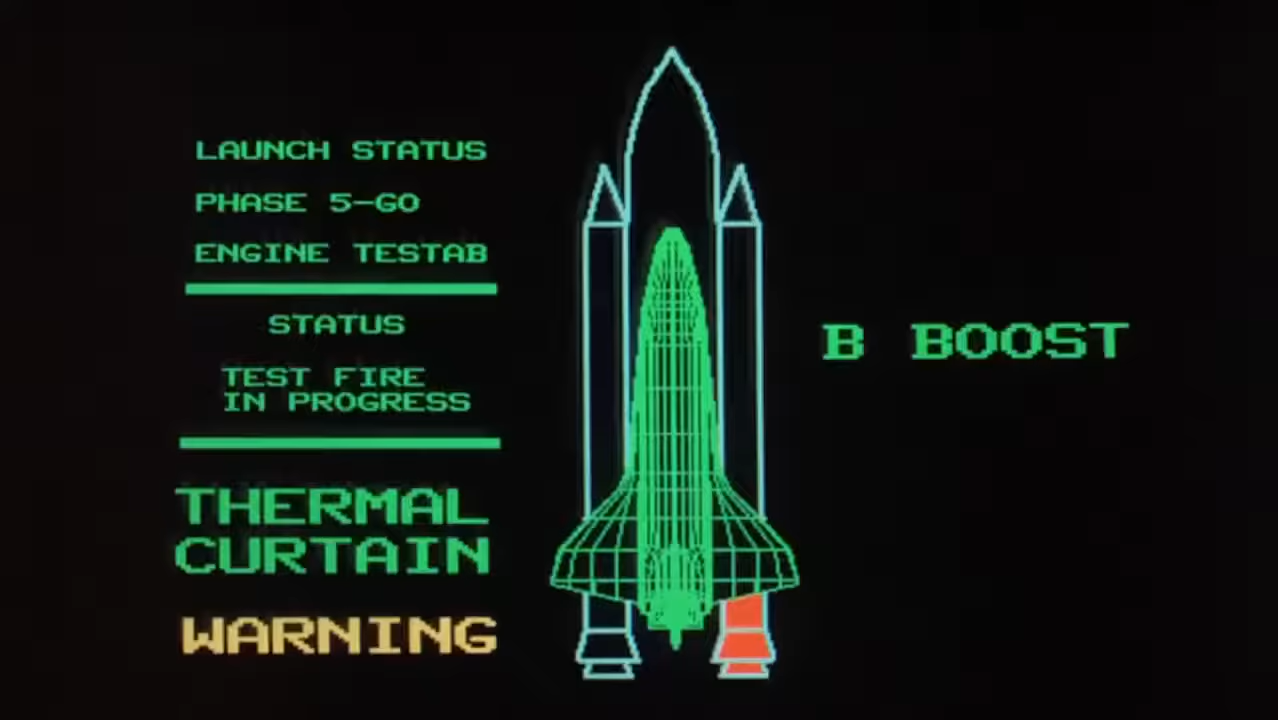 LAUNCH STATUS
PHASE 5-GO
ENGINE TESTAB
STATUS
TEST FIRE
IN PROGRESS
THERMAL
CURTAIN
WARNING
B BOOST